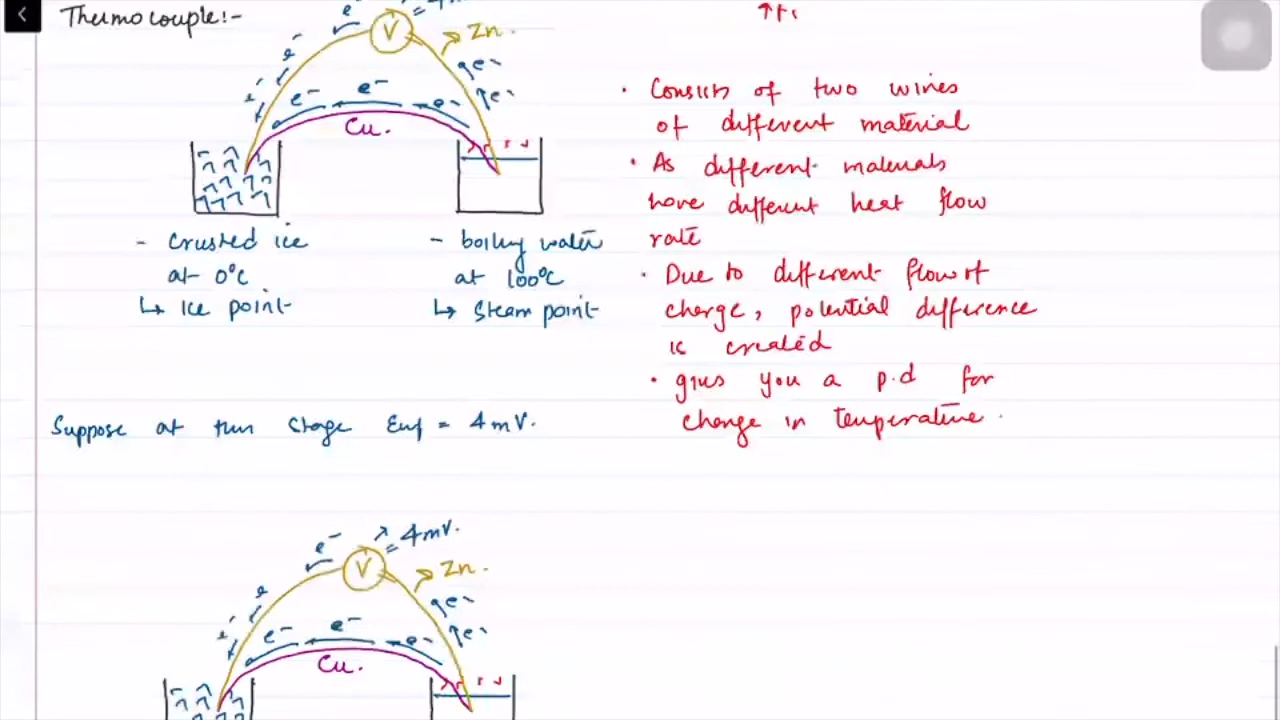 Thermocouple:-
e⁻
= 4m
V
Zn.
e⁻
e⁻
e⁻
e⁻
e⁻
e⁻
e⁻
Cu.
- Crushed ice
at 0°C
↳ Ice point
- boiling water
at 100°C
↳ Steam point
• Consists of two wires
of different material
• As different materials
have different heat flow
rate
• Due to different flow of
charge, potential difference
is created
• gives you a p.d for
change in temperature.
Suppose at this stage Emf = 4mV.
e⁻
= 4mV.
V
Zn.
e
e⁻
e⁻
e⁻
e⁻
e⁻
e⁻
Cu.